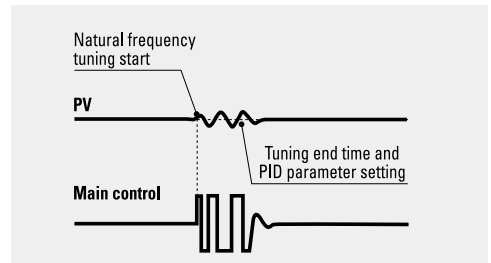 Natural frequency
tuning start
PV
Tuning end time and
PID parameter setting
Main control